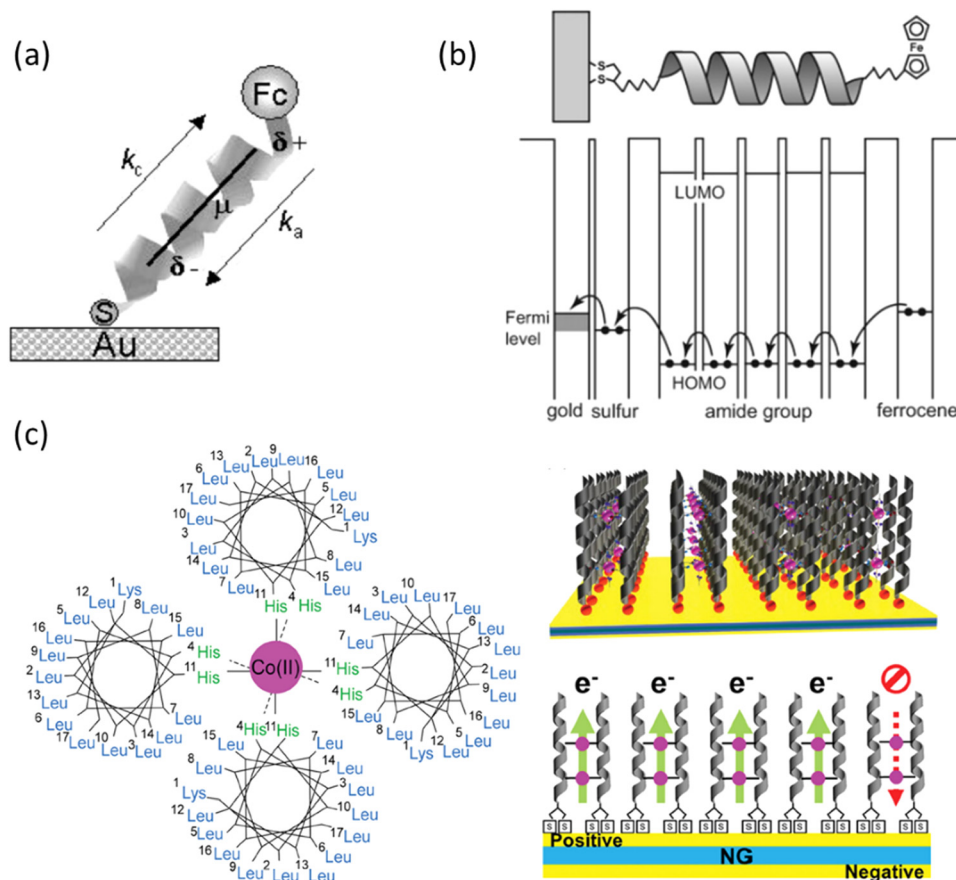 (a)
Fc
δ+
k_c
μ
k_a
δ-
S
Au
(b)
S
S
Fe
LUMO
Fermi
level
HOMO
gold sulfur amide group ferrocene
(c)
13 Leu
2 Leu
9 Leu
16 Leu
6 Leu
5 Leu
17 Leu
12 Leu
10 Leu
1 Lys
3 Leu
14 Leu
8 Leu
7 Leu
15 Leu
11 His
4 His
1 Lys
12 Leu
8 Leu
5 Leu
15 Leu
16 Leu
4 His
9 Leu
11 His
2 Leu
13 Leu
7 Leu
6 Leu
14 Leu
17 Leu
10 Leu
3 Leu
Co(II)
10 Leu
3 Leu
17 Leu
14 Leu
6 Leu
7 Leu
13 Leu
11 His
2 Leu
4 His
9 Leu
15 Leu
16 Leu
8 Leu
5 Leu
1 Lys
12 Leu
4 His
11 His
15 Leu
7 Leu
8 Leu
14 Leu
1 Lys
3 Leu
12 Leu
10 Leu
5 Leu
17 Leu
16 Leu
6 Leu
9 Leu
2 Leu
13 Leu
e- e- e- e-
S S S S S S S S S S S S S S S S S S S S
Positive
NG
Negative